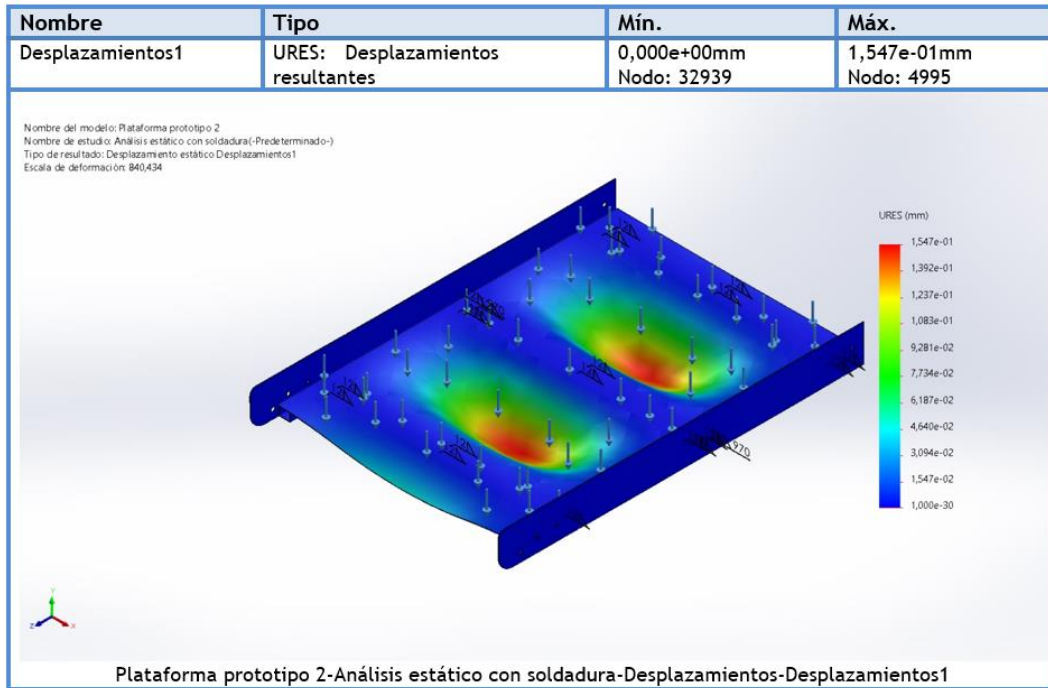 Nombre Tipo Mín. Máx.
Desplazamientos1 URES: Desplazamientos resultantes 0,000e+00mm Nodo: 32939 1,547e-01mm Nodo: 4995
Nombre del modelo: Plataforma prototipo 2
Nombre de estudio: Análisis estático con soldadura(-Predeterminado-)
Tipo de resultado: Desplazamiento estático Desplazamientos1
Escala de deformación: 840,434
URES (mm)
1,547e-01
1,392e-01
1,237e-01
1,083e-01
9,281e-02
7,734e-02
6,187e-02
4,640e-02
3,094e-02
1,547e-02
1,000e-30
970
Y
Z
X
Plataforma prototipo 2-Análisis estático con soldadura-Desplazamientos-Desplazamientos1